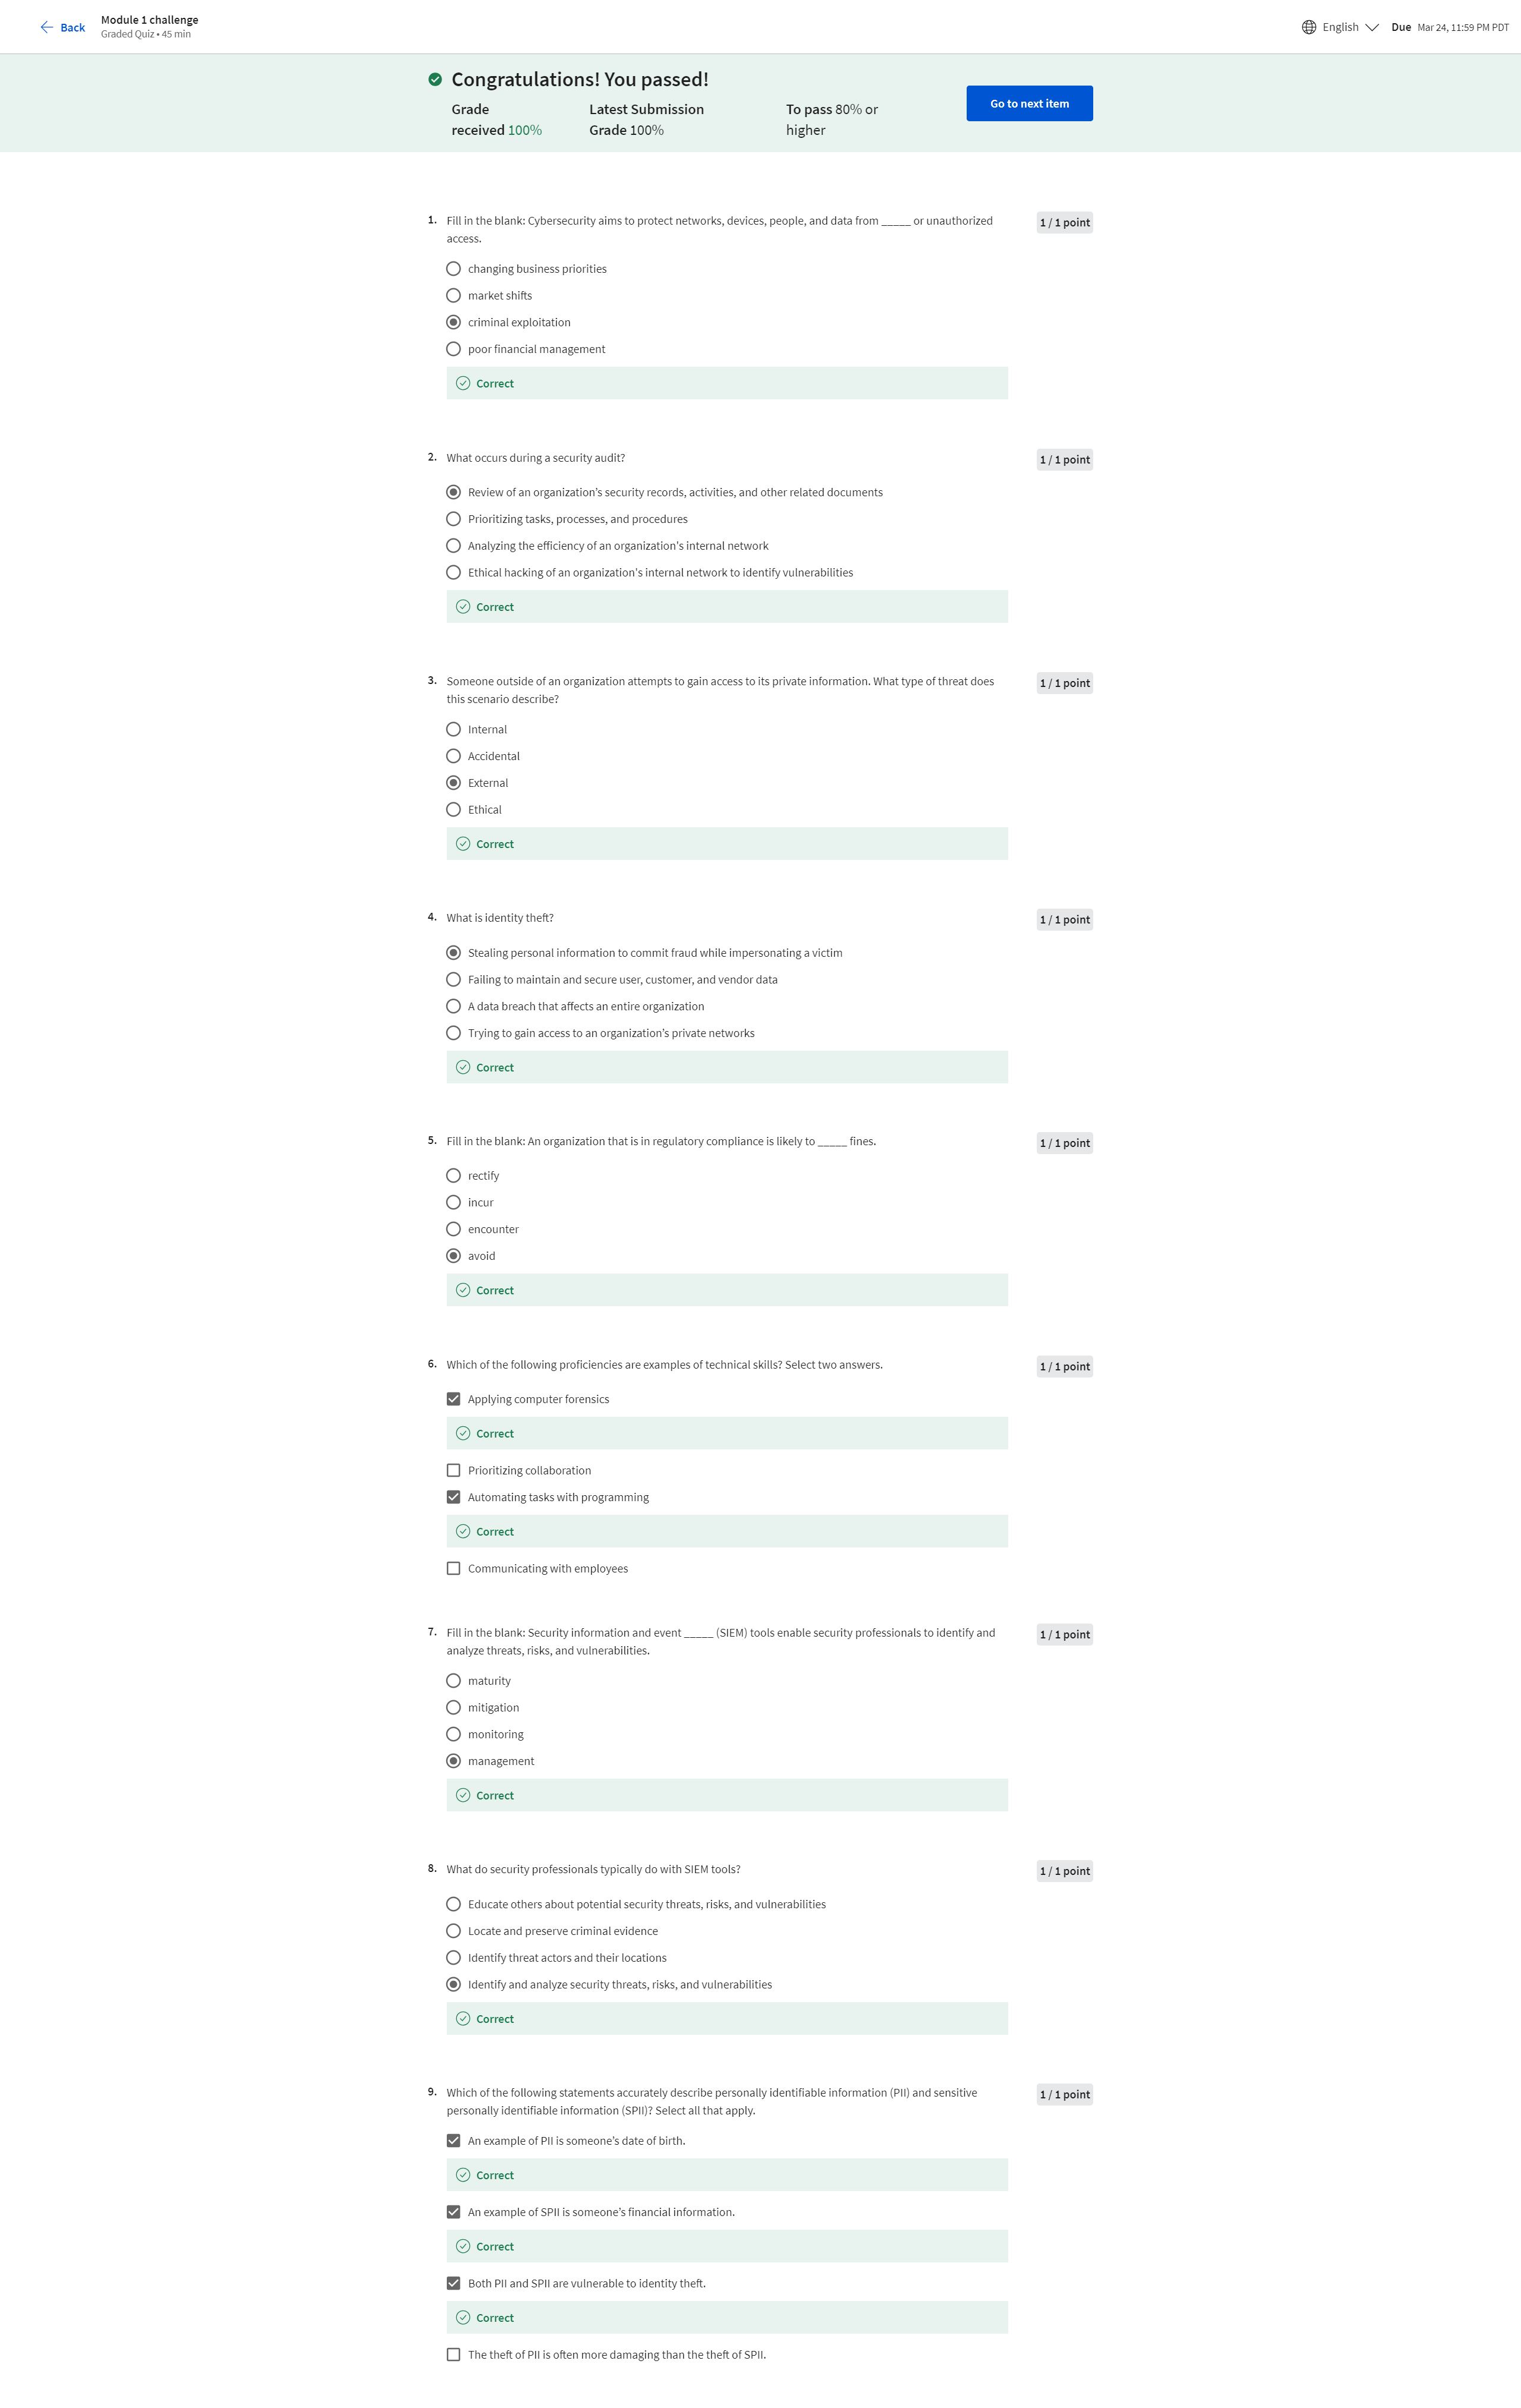 Back
Module 1 challenge
Graded Quiz • 45 min
English
Due Mar 24, 11:59 PM PDT
Congratulations! You passed!
Grade
received 100%
Latest Submission
Grade 100%
To pass 80% or
higher
Go to next item
1. Fill in the blank: Cybersecurity aims to protect networks, devices, people, and data from _____ or unauthorized
access.
1 / 1 point
changing business priorities
market shifts
criminal exploitation
poor financial management
Correct
2. What occurs during a security audit?
1 / 1 point
Review of an organization’s security records, activities, and other related documents
Prioritizing tasks, processes, and procedures
Analyzing the efficiency of an organization's internal network
Ethical hacking of an organization's internal network to identify vulnerabilities
Correct
3. Someone outside of an organization attempts to gain access to its private information. What type of threat does
this scenario describe?
1 / 1 point
Internal
Accidental
External
Ethical
Correct
4. What is identity theft?
1 / 1 point
Stealing personal information to commit fraud while impersonating a victim
Failing to maintain and secure user, customer, and vendor data
A data breach that affects an entire organization
Trying to gain access to an organization’s private networks
Correct
5. Fill in the blank: An organization that is in regulatory compliance is likely to _____ fines.
1 / 1 point
rectify
incur
encounter
avoid
Correct
6. Which of the following proficiencies are examples of technical skills? Select two answers.
1 / 1 point
Applying computer forensics
Correct
Prioritizing collaboration
Automating tasks with programming
Correct
Communicating with employees
7. Fill in the blank: Security information and event _____ (SIEM) tools enable security professionals to identify and
analyze threats, risks, and vulnerabilities.
1 / 1 point
maturity
mitigation
monitoring
management
Correct
8. What do security professionals typically do with SIEM tools?
1 / 1 point
Educate others about potential security threats, risks, and vulnerabilities
Locate and preserve criminal evidence
Identify threat actors and their locations
Identify and analyze security threats, risks, and vulnerabilities
Correct
9. Which of the following statements accurately describe personally identifiable information (PII) and sensitive
personally identifiable information (SPII)? Select all that apply.
1 / 1 point
An example of PII is someone’s date of birth.
Correct
An example of SPII is someone’s financial information.
Correct
Both PII and SPII are vulnerable to identity theft.
Correct
The theft of PII is often more damaging than the theft of SPII.